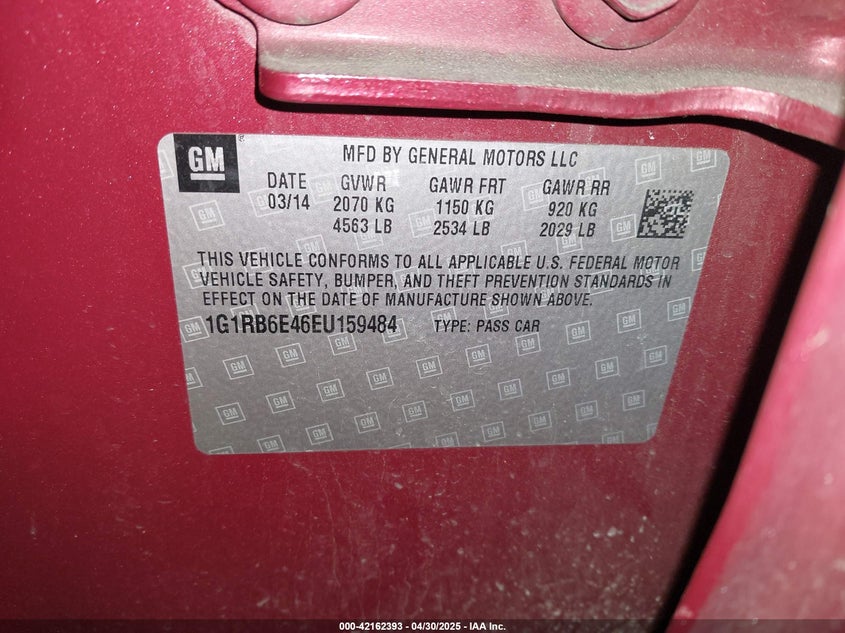 GM
MFD BY GENERAL MOTORS LLC
DATE GVWR GAWR FRT GAWR RR
03/14 2070 KG 1150 KG 920 KG
4563 LB 2534 LB 2029 LB
THIS VEHICLE CONFORMS TO ALL APPLICABLE U.S. FEDERAL MOTOR
VEHICLE SAFETY, BUMPER, AND THEFT PREVENTION STANDARDS IN
EFFECT ON THE DATE OF MANUFACTURE SHOWN ABOVE.
1G1RB6E46EU159484 TYPE: PASS CAR
000-42162393 - 04/30/2025 - IAA Inc.